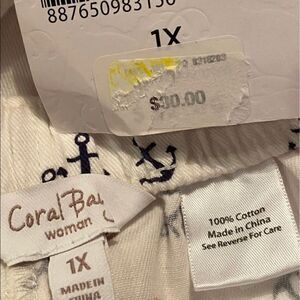 887650983150
1X
$30.00
Coral Bay
woman
1X
MADE IN
CHINA
100% Cotton
Made in China
See Reverse For Care